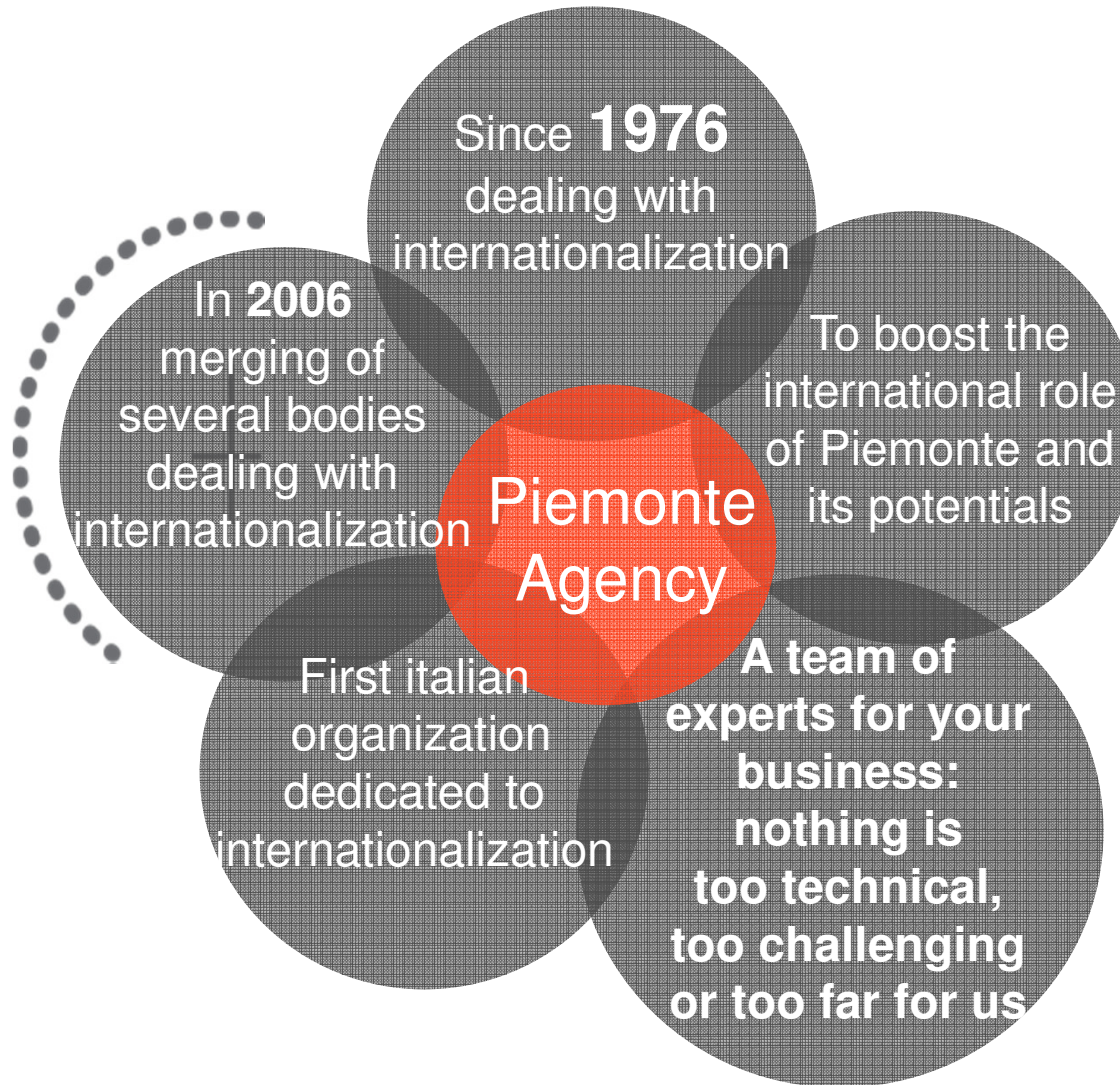 Since 1976
dealing with
internationalization
In 2006
merging of
several bodies
dealing with
internationalization
To boost the
international role
of Piemonte and
its potentials
Piemonte
Agency
First italian
organization
dedicated to
internationalization
A team of
experts for your
business:
nothing is
too technical,
too challenging
or too far for us